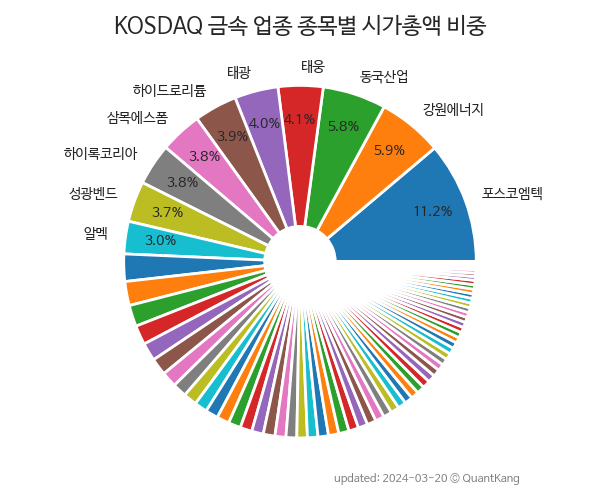 KOSDAQ 금속 업종 종목별 시가총액 비중
태웅
태광
동국산업
하이드로리튬
강원에너지
삼목에스폼
하이록코리아
포스코엠텍
성광벤드
알멕
4.1%
4.0%
5.8%
3.9%
5.9%
3.8%
3.8%
11.2%
3.7%
3.0%
updated: 2024-03-20 © QuantKang